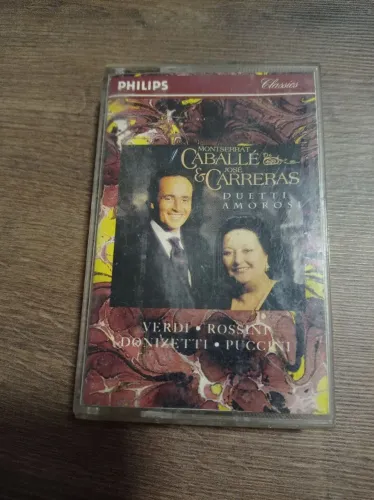 PHILIPS Classics
MONTSERRAT
CABALLÉ
JOSÉ
& CARRERAS
DUETTI
AMOROSI
VERDI • ROSSINI
DONIZETTI • PUCCINI